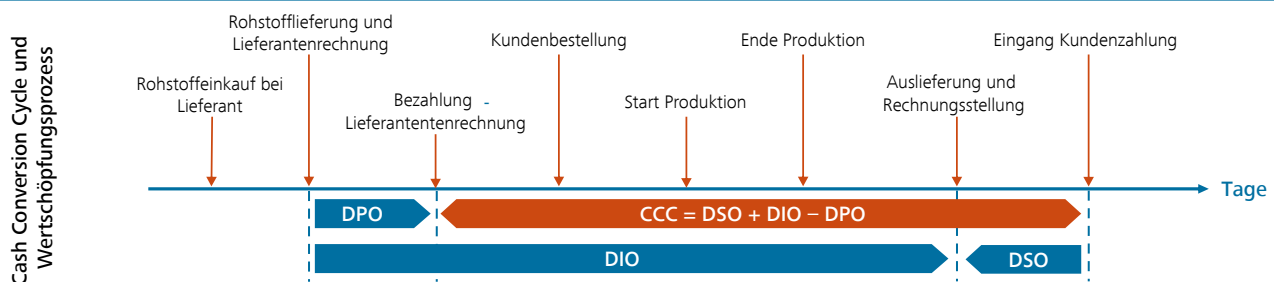 Cash Conversion Cycle und
Wertschöpfungsprozess
Rohstoffeinkauf bei
Lieferant
Rohstofflieferung und
Lieferantenrechnung
Bezahlung -
Lieferantentenrechnung
Kundenbestellung
Start Produktion
Ende Produktion
Auslieferung und
Rechnungsstellung
Eingang Kundenzahlung
Tage
DPO
CCC = DSO + DIO – DPO
DIO
DSO